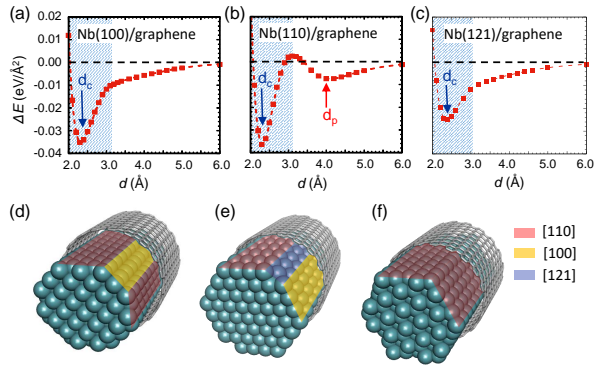 (a) (b) (c)
Nb(100)/graphene Nb(110)/graphene Nb(121)/graphene
0.02
0.01
0.00
-0.01
-0.02
-0.03
-0.04
ΔE (eV/Å²)
d_c d_c d_p d_c
2.0 3.0 4.0 5.0 6.0 2.0 3.0 4.0 5.0 6.0 2.0 3.0 4.0 5.0 6.0
d (Å) d (Å) d (Å)
(d) (e) (f)
[110]
[100]
[121]